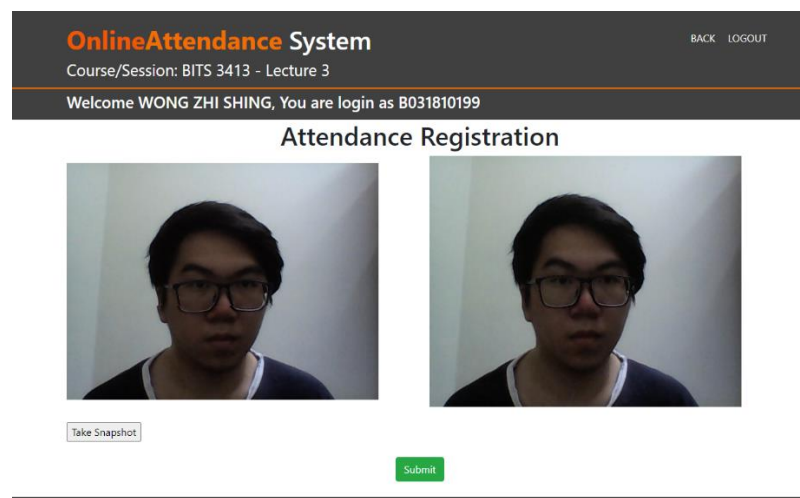 OnlineAttendance System
BACK LOGOUT
Course/Session: BITS 3413 - Lecture 3
Welcome WONG ZHI SHING, You are login as B031810199
Attendance Registration
Take Snapshot
Submit